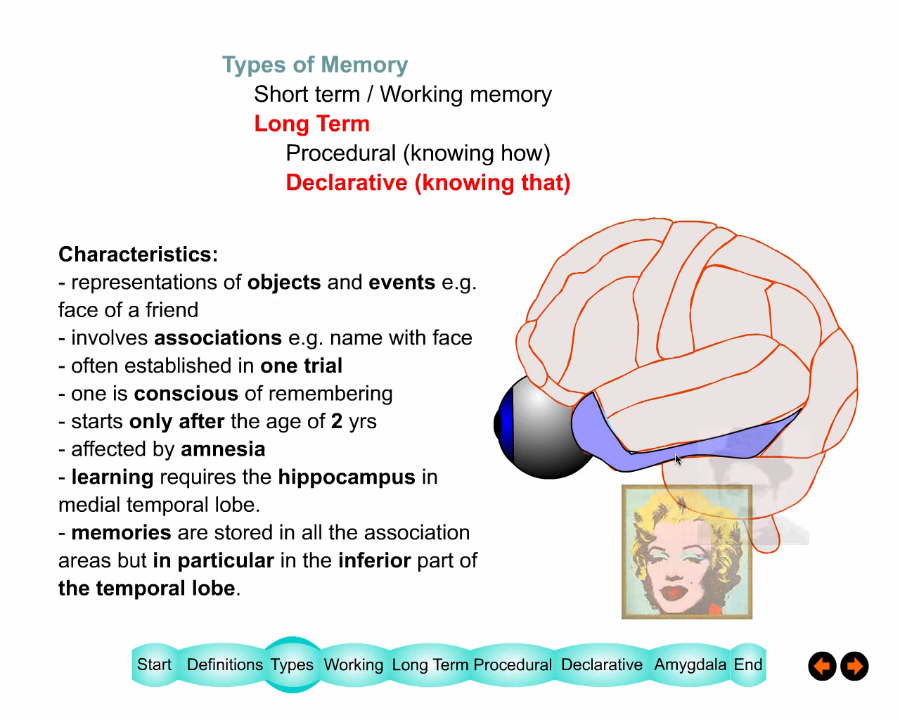 Types of Memory
Short term / Working memory
Long Term
Procedural (knowing how)
Declarative (knowing that)
Characteristics:
- representations of objects and events e.g.
face of a friend
- involves associations e.g. name with face
- often established in one trial
- one is conscious of remembering
- starts only after the age of 2 yrs
- affected by amnesia
- learning requires the hippocampus in
medial temporal lobe.
- memories are stored in all the association
areas but in particular in the inferior part of
the temporal lobe.
Start Definitions Types Working Long Term Procedural Declarative Amygdala End